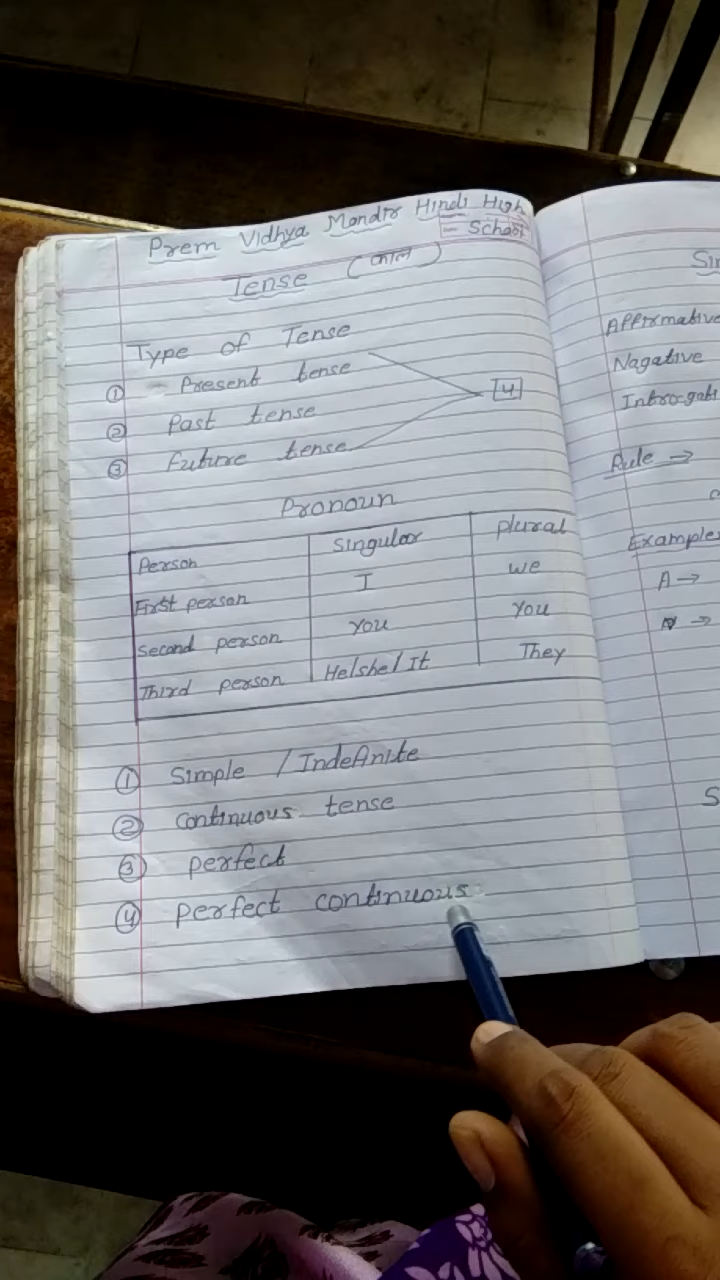 Prem Vidhya Mandir Hindi High
- School
Tense (काल)
Type of Tense
① Present tense
② Past tense [4]
③ Future tense
Pronoun
Person Singular plural
First person I we
Second person You You
Third person He/she/It They
① Simple / Indefinite
② Continuous tense
③ perfect
④ perfect continuous
Affirmative
Nagative
Introgati
Rule →
Examples
A →
N →
S